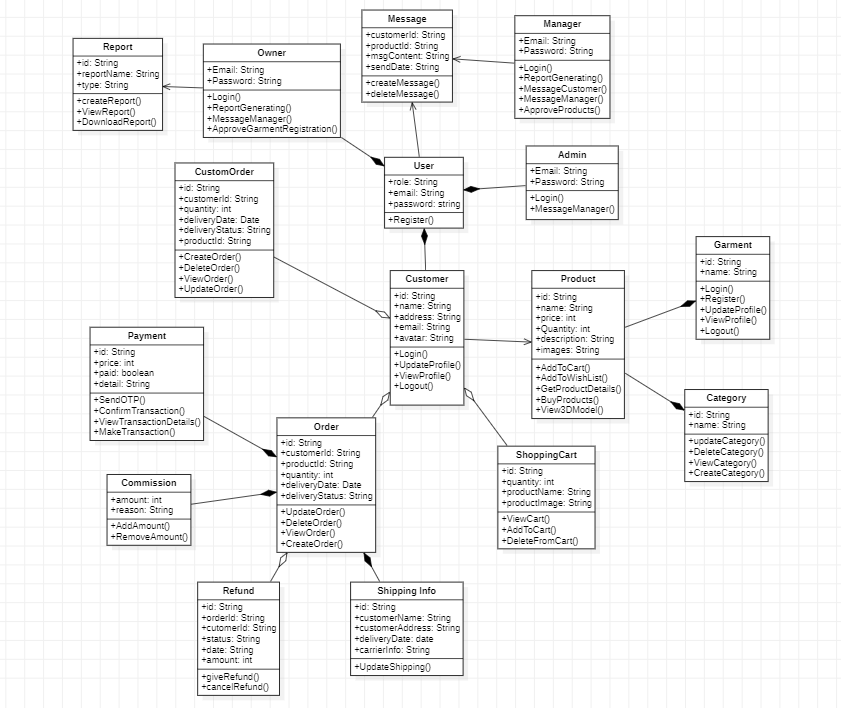 Message
+customerId: String
+productId: String
+msgContent: String
+sendDate: String
+createMessage()
+deleteMessage()
Manager
+Email: String
+Password: String
+Login()
+ReportGenerating()
+MessageCustomer()
+MessageManager()
+ApproveProducts()
Report
+id: String
+reportName: String
+type: String
+createReport()
+ViewReport()
+DownloadReport()
Owner
+Email: String
+Password: String
+Login()
+ReportGenerating()
+MessageManager()
+ApproveGarmentRegistration()
User
+role: String
+email: String
+password: string
+Register()
Admin
+Email: String
+Password: String
+Login()
+MessageManager()
CustomOrder
+id: String
+customerId: String
+quantity: int
+deliveryDate: Date
+deliveryStatus: String
+productId: String
+CreateOrder()
+DeleteOrder()
+ViewOrder()
+UpdateOrder()
Customer
+id: String
+name: String
+address: String
+email: String
+avatar: String
+Login()
+UpdateProfile()
+ViewProfile()
+Logout()
Product
+id: String
+name: String
+price: int
+Quantity: int
+description: String
+images: String
+AddToCart()
+AddToWishList()
+GetProductDetails()
+BuyProducts()
+View3DModel()
Garment
+id: String
+name: String
+Login()
+Register()
+UpdateProfile()
+ViewProfile()
+Logout()
Payment
+id: String
+price: int
+paid: boolean
+detail: String
+SendOTP()
+ConfirmTransaction()
+ViewTransactionDetails()
+MakeTransaction()
Category
+id: String
+name: String
+updateCategory()
+DeleteCategory()
+ViewCategory()
+CreateCategory()
Order
+id: String
+customerId: String
+productId: String
+quantity: int
+deliveryDate: Date
+deliveryStatus: String
+UpdateOrder()
+DeleteOrder()
+ViewOrder()
+CreateOrder()
ShoppingCart
+id: String
+quantity: int
+productName: String
+productImage: String
+ViewCart()
+AddToCart()
+DeleteFromCart()
Commission
+amount: int
+reason: String
+AddAmount()
+RemoveAmount()
Refund
+id: String
+orderId: String
+cutomerId: String
+status: String
+date: String
+amount: int
+giveRefund()
+cancelRefund()
Shipping Info
+id: String
+customerName: String
+customerAddress: String
+deliveryDate: date
+carrierInfo: String
+UpdateShipping()